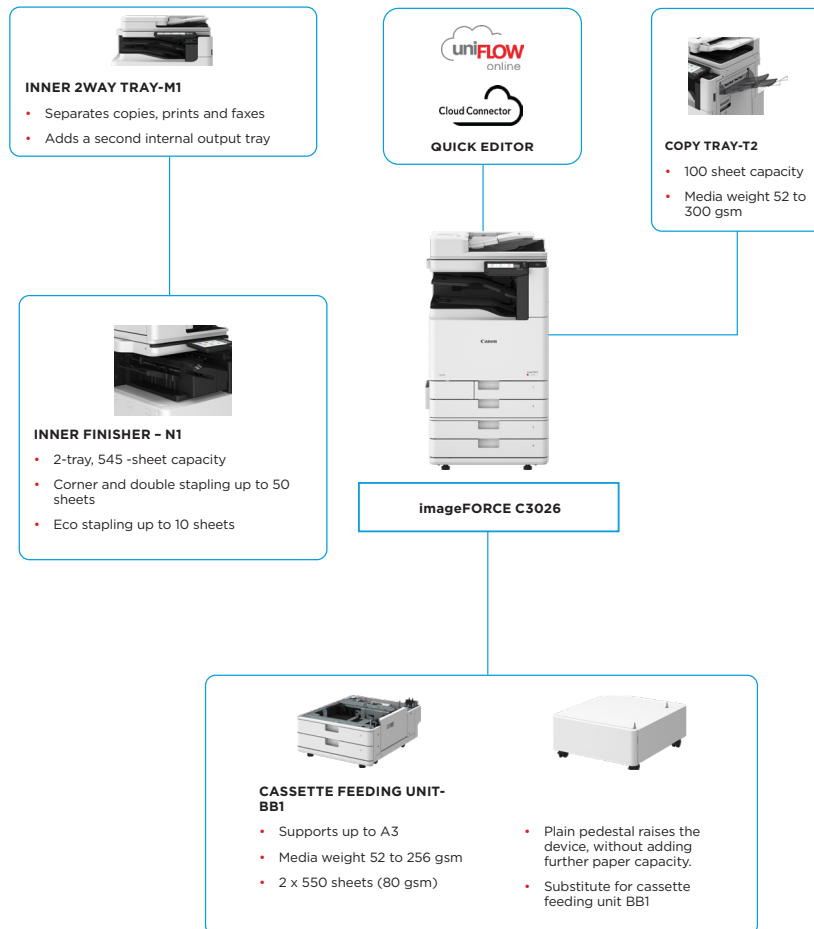 INNER 2WAY TRAY-M1
• Separates copies, prints and faxes
• Adds a second internal output tray
uniFLOW
online
Cloud Connector
QUICK EDITOR
COPY TRAY-T2
• 100 sheet capacity
• Media weight 52 to
300 gsm
Canon
INNER FINISHER – N1
• 2-tray, 545 -sheet capacity
• Corner and double stapling up to 50
sheets
• Eco stapling up to 10 sheets
imageFORCE C3026
CASSETTE FEEDING UNIT-
BB1
• Supports up to A3
• Media weight 52 to 256 gsm
• 2 x 550 sheets (80 gsm)
• Plain pedestal raises the
device, without adding
further paper capacity.
• Substitute for cassette
feeding unit BB1